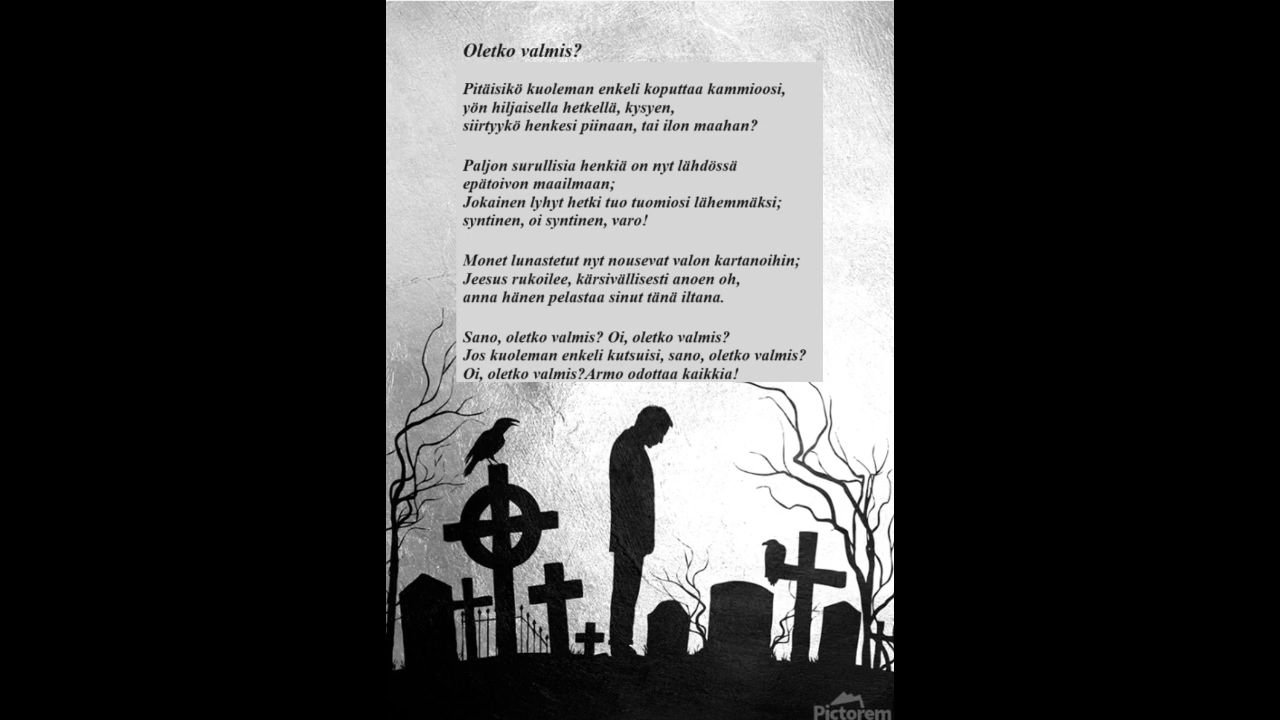 Oletko valmis?
Pitäisikö kuoleman enkeli koputtaa kammioosi,
yön hiljaisella hetkellä, kysyen,
siirtyykö henkesi piinaan, tai ilon maahan?
Paljon surullisia henkiä on nyt lähdössä
epätoivon maailmaan;
Jokainen lyhyt hetki tuo tuomiosi lähemmäksi;
syntinen, oi syntinen, varo!
Monet lunastetut nyt nousevat valon kartanoihin;
Jeesus rukoilee, kärsivällisesti anoen oh,
anna hänen pelastaa sinut tänä iltana.
Sano, oletko valmis? Oi, oletko valmis?
Jos kuoleman enkeli kutsuisi, sano, oletko valmis?
Oi, oletko valmis?Armo odottaa kaikkia!
Pictorem